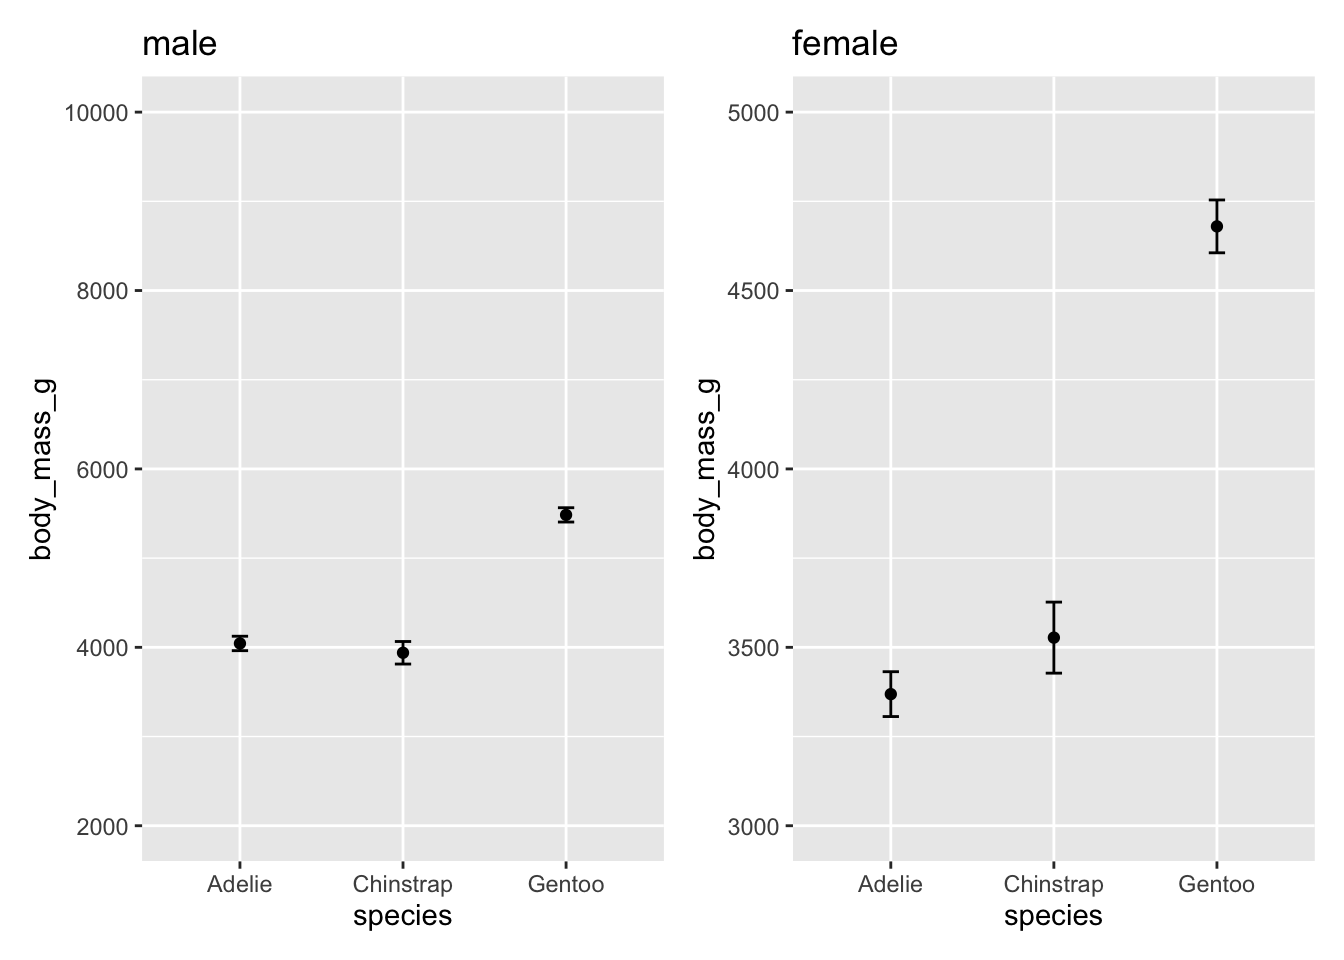 male
body_mass_g
10000
8000
6000
4000
2000
Adelie Chinstrap Gentoo
species
female
body_mass_g
5000
4500
4000
3500
3000
Adelie Chinstrap Gentoo
species